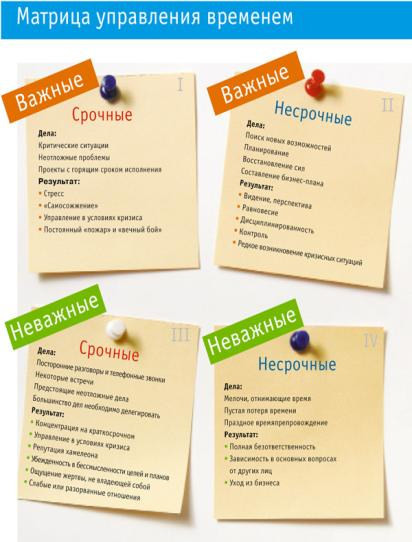 Матрица управления временем
Важные
I
Срочные
Дела:
Критические ситуации
Неотложные проблемы
Проекты с горящим сроком исполнения
Результат:
• Стресс
• «Самосожжение»
• Управление в условиях кризиса
• Постоянный «пожар» и «вечный бой»
Важные
II
Несрочные
Дела:
Поиск новых возможностей
Планирование
Восстановление сил
Составление бизнес-плана
Результат:
• Видение, перспектива
• Равновесие
• Дисциплинированность
• Контроль
• Редкое возникновение кризисных ситуаций
Неважные
III
Срочные
Дела:
Посторонние разговоры и телефонные звонки
Некоторые встречи
Предстоящие неотложные дела
Большинство дел необходимо делегировать
Результат:
• Концентрация на краткосрочном
• Управление в условиях кризиса
• Репутация хамелеона
• Убежденность в бессмысленности целей и планов
• Ощущение жертвы, не владеющей собой
• Слабые или разорванные отношения
Неважные
IV
Несрочные
Дела:
Мелочи, отнимающие время
Пустая потеря времени
Праздное времяпрепровождение
Результат:
• Полная безответственность
• Зависимость в основных вопросах
от других лиц
• Уход из бизнеса